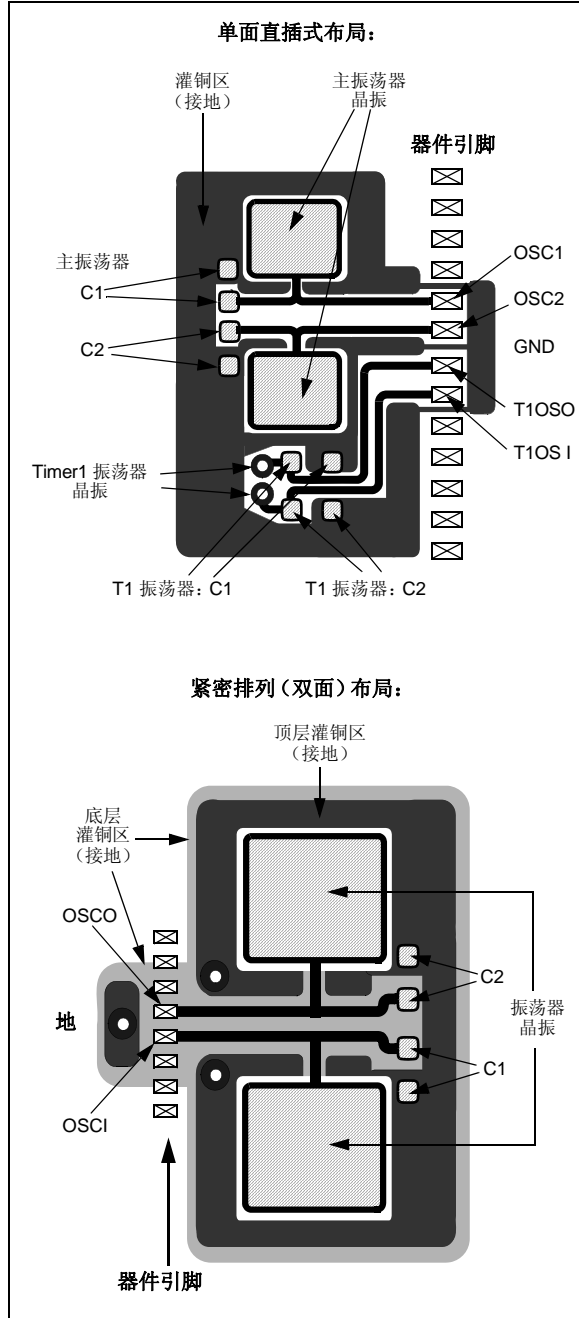 单面直插式布局：
灌铜区
（接地）
主振荡器
晶振
器件引脚
主振荡器
C1
C2
OSC1
OSC2
GND
T1OSO
T1OS I
Timer1 振荡器
晶振
T1 振荡器：C1
T1 振荡器：C2
紧密排列（双面）布局：
顶层灌铜区
（接地）
底层
灌铜区
（接地）
OSCO
C2
振荡器
晶振
地
C1
OSCI
器件引脚